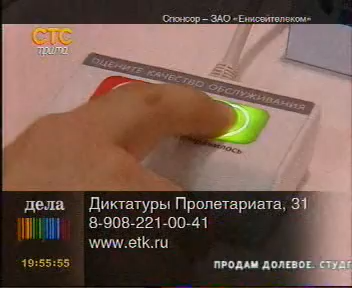 Спонсор – ЗАО «Енисейтелеком»
СТС
прима
ОЦЕНИТЕ КАЧЕСТВО ОБСЛУЖИВАНИЯ
дела
Диктатуры Пролетариата, 31
8-908-221-00-41
www.etk.ru
19:55:55
ПРОДАМ ДОЛЕВОЕ. СТУД